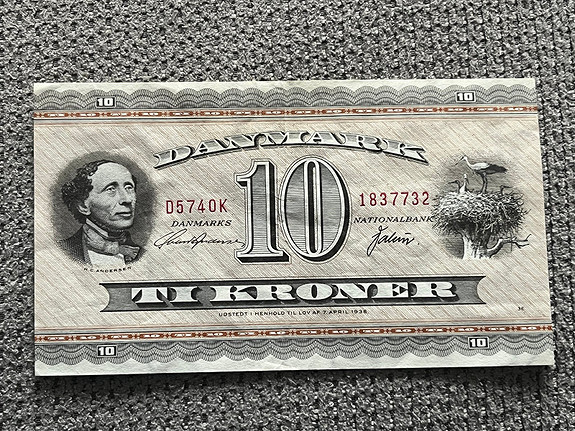 10 10
DANMARK
10
D5740K 1837732
DANMARKS NATIONALBANK
H.C. ANDERSEN
TI KRONER
UDSTEDT I HENHOLD TIL LOV AF 7. APRIL 1936
10 10